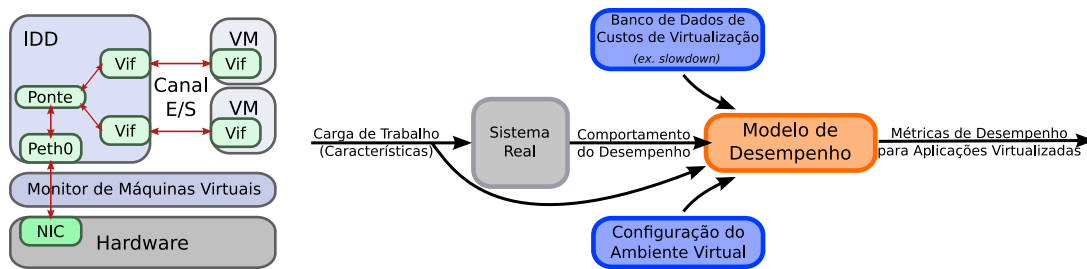 IDD
VM
Vif
Vif
Canal
E/S
Ponte
VM
Vif
Vif
Peth0
Monitor de Máquinas Virtuais
NIC
Hardware
Banco de Dados de
Custos de Virtualização
(ex. slowdown)
Carga de Trabalho
(Características)
Sistema
Real
Comportamento
do Desempenho
Modelo de
Desempenho
Métricas de Desempenho
para Aplicações Virtualizadas
Configuração do
Ambiente Virtual